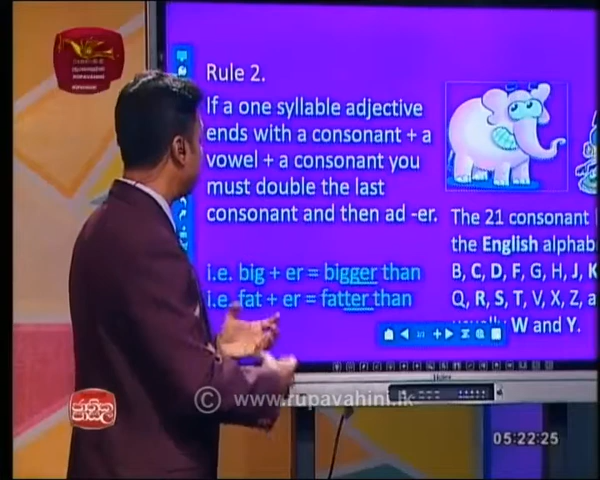 Rule 2.
If a one syllable adjective
ends with a consonant + a
vowel + a consonant you
must double the last
consonant and then ad -er.
i.e. big + er = bigger than
i.e. fat + er = fatter than
The 21 consonant
the English alphab
B, C, D, F, G, H, J, K
Q, R, S, T, V, X, Z, a
usually W and Y.
© www.rupavahini.lk
05:22:25